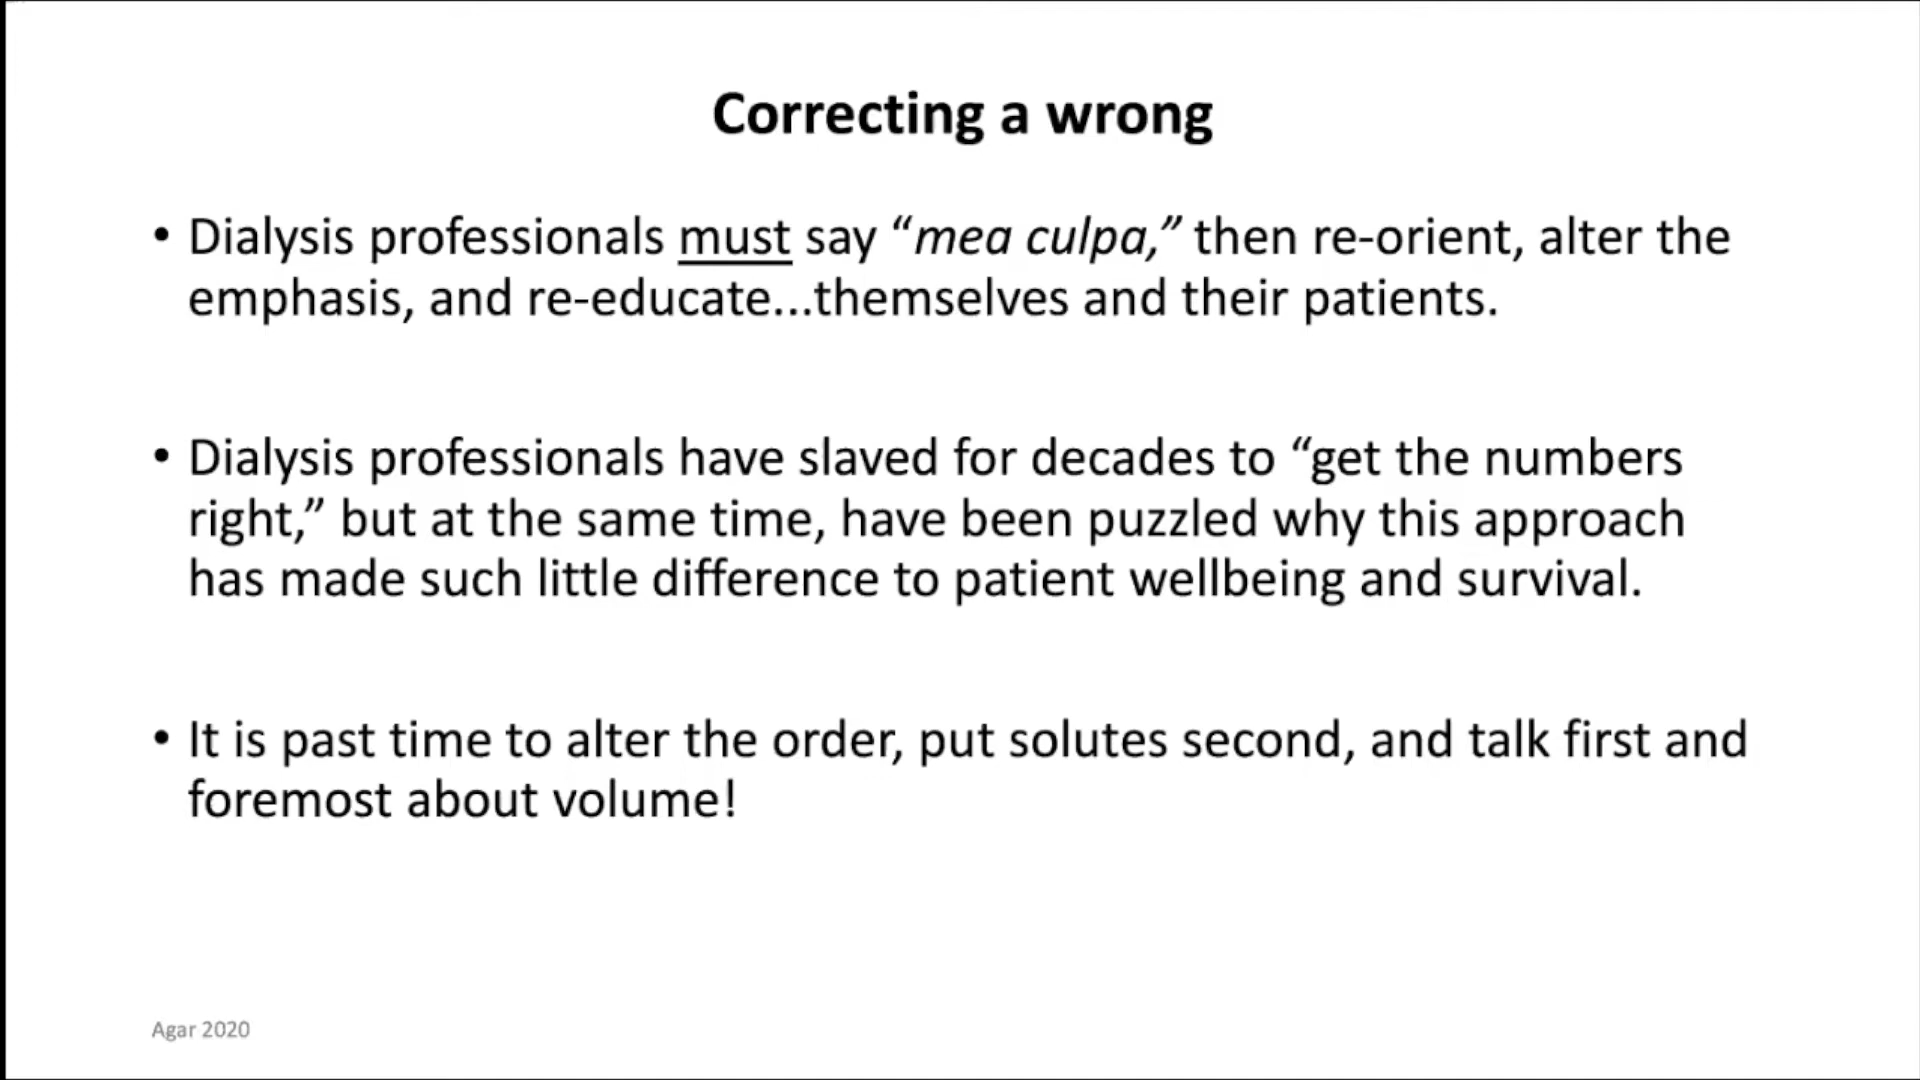 Correcting a wrong
• Dialysis professionals must say “mea culpa,” then re-orient, alter the
emphasis, and re-educate...themselves and their patients.
• Dialysis professionals have slaved for decades to “get the numbers
right,” but at the same time, have been puzzled why this approach
has made such little difference to patient wellbeing and survival.
• It is past time to alter the order, put solutes second, and talk first and
foremost about volume!
Agar 2020